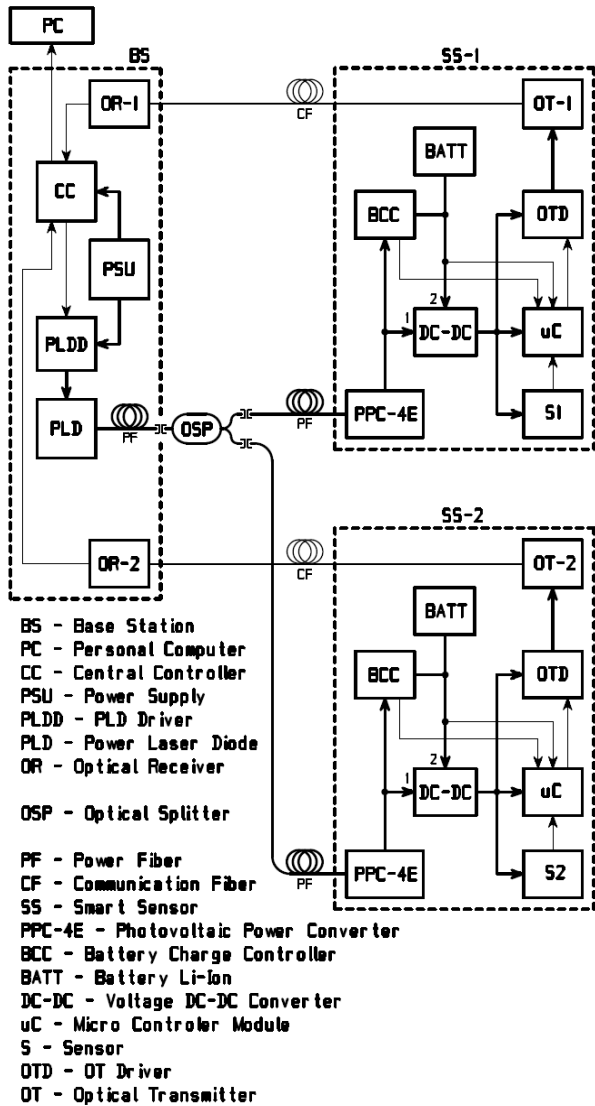 PC
BS
SS-1
OR-1
CF
OT-1
BATT
CC
BCC
OTD
PSU
2
1
DC-DC
uC
PLDD
PLD
PF
OSP
PF
PPC-4E
S1
SS-2
OR-2
CF
OT-2
BATT
BCC
OTD
2
1
DC-DC
uC
PF
PPC-4E
S2
BS - Base Station
PC - Personal Computer
CC - Central Controller
PSU - Power Supply
PLDD - PLD Driver
PLD - Power Laser Diode
OR - Optical Receiver
OSP - Optical Splitter
PF - Power Fiber
CF - Communication Fiber
SS - Smart Sensor
PPC-4E - Photovoltaic Power Converter
BCC - Battery Charge Controller
BATT - Battery Li-Ion
DC-DC - Voltage DC-DC Converter
uC - Micro Controler Module
S - Sensor
OTD - OT Driver
OT - Optical Transmitter